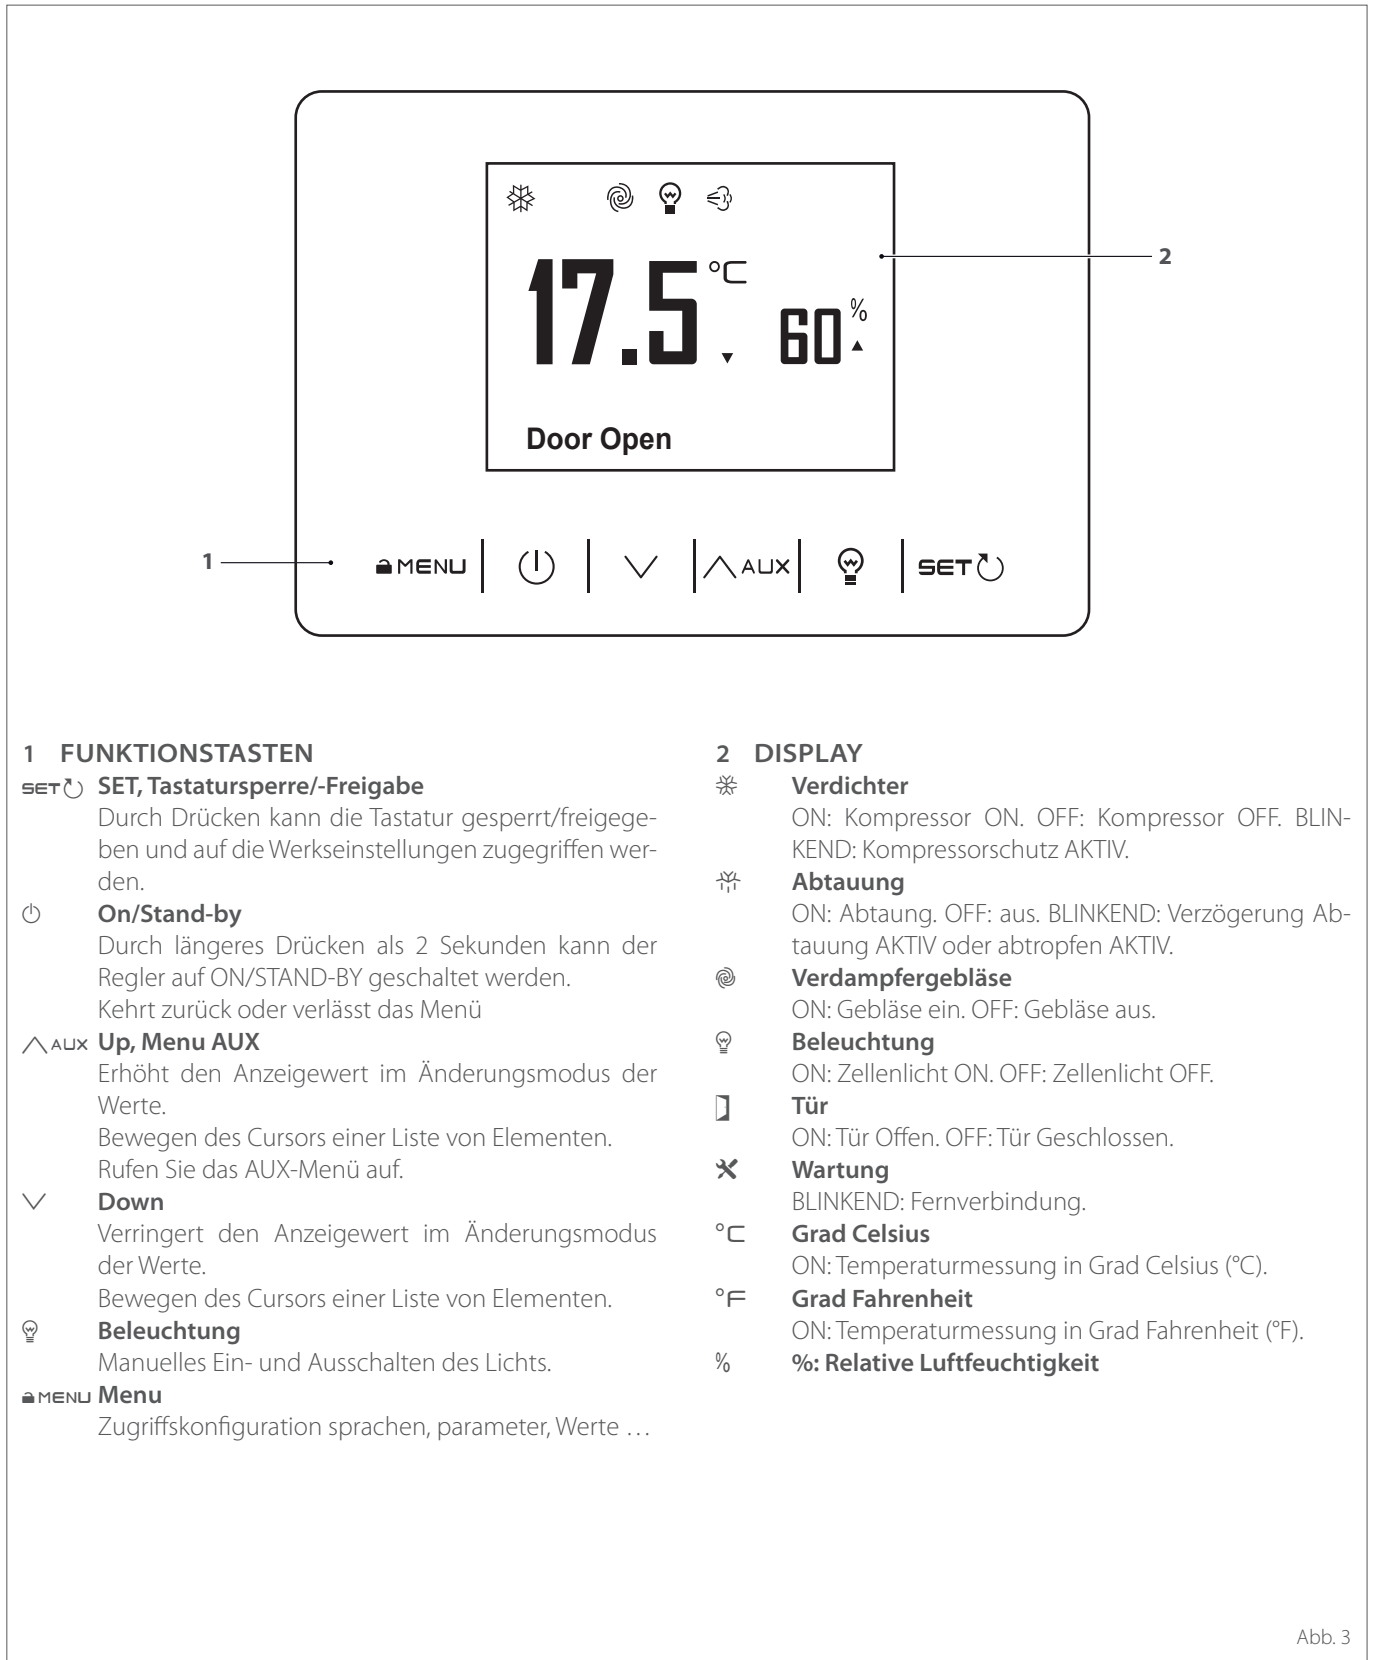 17.5 °C
60 %
Door Open
2
1
MENU
AUX
SET
1 FUNKTIONSTASTEN
SET SET, Tastatursperre/-Freigabe
Durch Drücken kann die Tastatur gesperrt/freigege-
ben und auf die Werkseinstellungen zugegriffen wer-
den.
On/Stand-by
Durch längeres Drücken als 2 Sekunden kann der
Regler auf ON/STAND-BY geschaltet werden.
Kehrt zurück oder verlässt das Menü
AUX Up, Menu AUX
Erhöht den Anzeigewert im Änderungsmodus der
Werte.
Bewegen des Cursors einer Liste von Elementen.
Rufen Sie das AUX-Menü auf.
Down
Verringert den Anzeigewert im Änderungsmodus
der Werte.
Bewegen des Cursors einer Liste von Elementen.
Beleuchtung
Manuelles Ein- und Ausschalten des Lichts.
MENU Menu
Zugriffskonfiguration sprachen, parameter, Werte …
2 DISPLAY
Verdichter
ON: Kompressor ON. OFF: Kompressor OFF. BLIN-
KEND: Kompressorschutz AKTIV.
Abtauung
ON: Abtaung. OFF: aus. BLINKEND: Verzögerung Ab-
tauung AKTIV oder abtropfen AKTIV.
Verdampfergebläse
ON: Gebläse ein. OFF: Gebläse aus.
Beleuchtung
ON: Zellenlicht ON. OFF: Zellenlicht OFF.
Tür
ON: Tür Offen. OFF: Tür Geschlossen.
Wartung
BLINKEND: Fernverbindung.
°C Grad Celsius
ON: Temperaturmessung in Grad Celsius (°C).
°F Grad Fahrenheit
ON: Temperaturmessung in Grad Fahrenheit (°F).
% %: Relative Luftfeuchtigkeit
Abb. 3